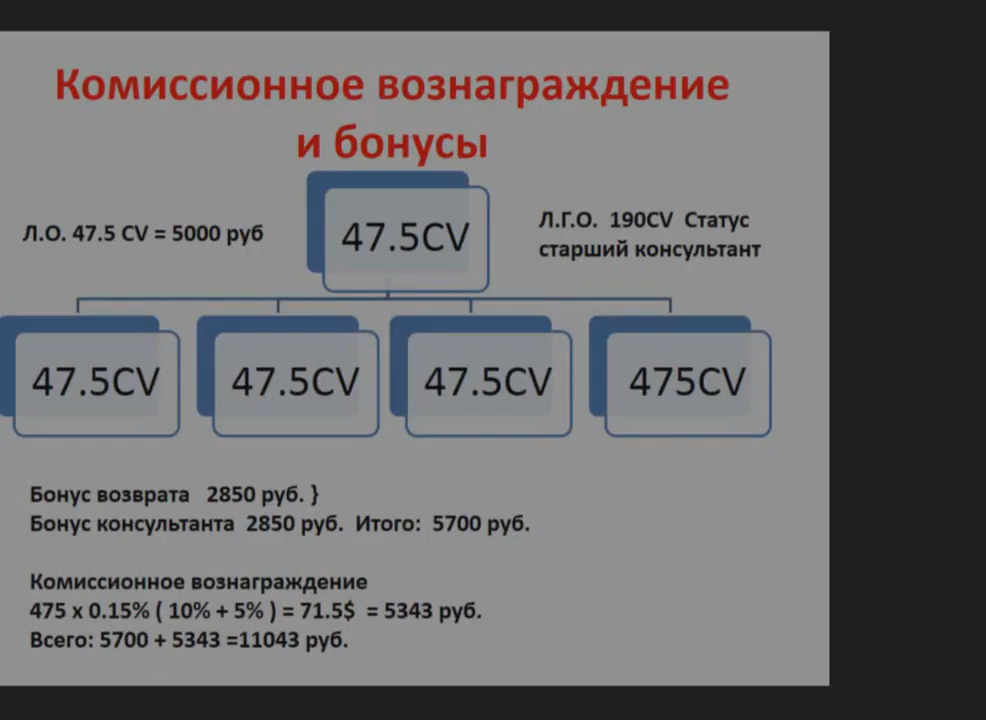 Комиссионное вознаграждение
и бонусы
Л.О. 47.5 CV = 5000 руб
47.5CV
Л.Г.О. 190CV Статус
старший консультант
47.5CV
47.5CV
47.5CV
475CV
Бонус возврата 2850 руб. }
Бонус консультанта 2850 руб. Итого: 5700 руб.
Комиссионное вознаграждение
475 х 0.15% ( 10% + 5% ) = 71.5$ = 5343 руб.
Всего: 5700 + 5343 =11043 руб.